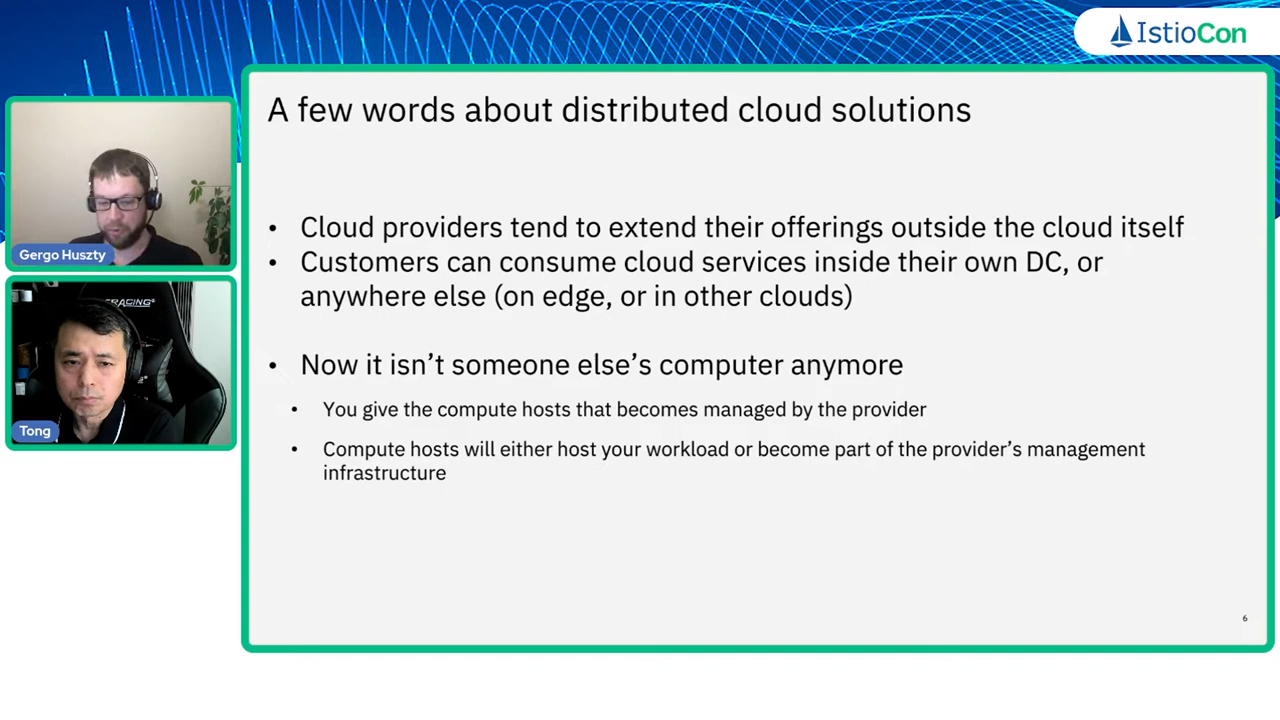 IstioCon
A few words about distributed cloud solutions
• Cloud providers tend to extend their offerings outside the cloud itself
• Customers can consume cloud services inside their own DC, or
anywhere else (on edge, or in other clouds)
• Now it isn’t someone else’s computer anymore
• You give the compute hosts that becomes managed by the provider
• Compute hosts will either host your workload or become part of the provider’s management
infrastructure
6
Gergo Huszty
Tong